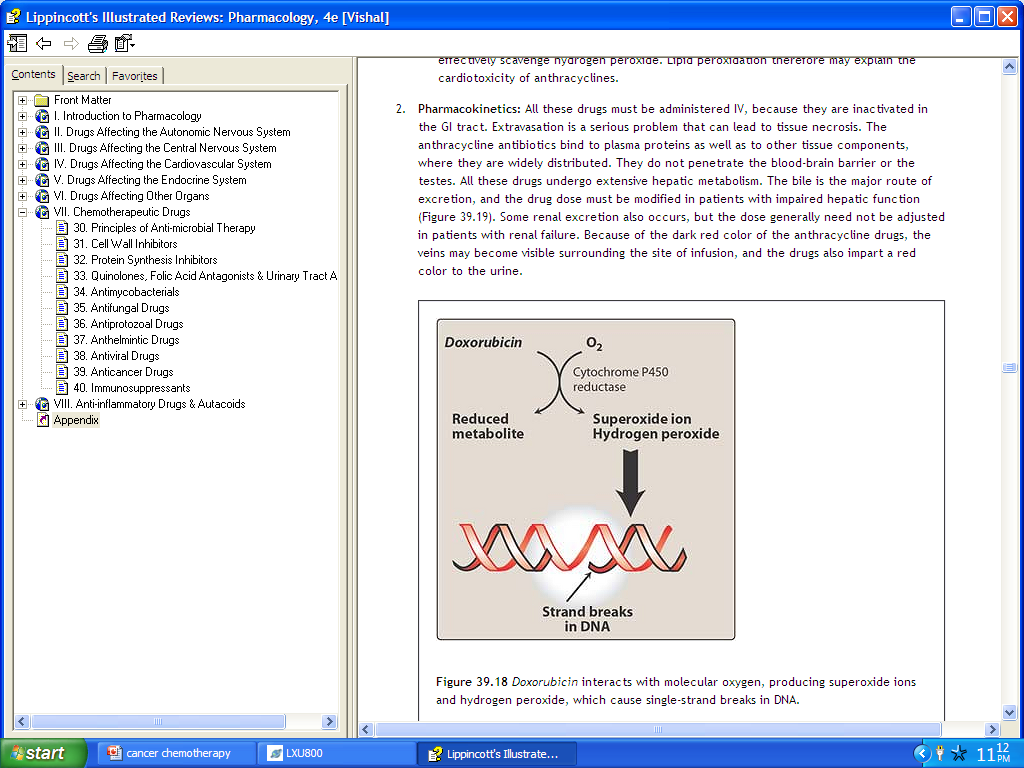 Lippincott's Illustrated Reviews: Pharmacology, 4e [Vishal]
Contents
Search
Favorites
Front Matter
I. Introduction to Pharmacology
II. Drugs Affecting the Autonomic Nervous System
III. Drugs Affecting the Central Nervous System
IV. Drugs Affecting the Cardiovascular System
V. Drugs Affecting the Endocrine System
VI. Drugs Affecting Other Organs
VII. Chemotherapeutic Drugs
30. Principles of Anti-microbial Therapy
31. Cell Wall Inhibitors
32. Protein Synthesis Inhibitors
33. Quinolones, Folic Acid Antagonists & Urinary Tract A
34. Antimycobacterials
35. Antifungal Drugs
36. Antiprotozoal Drugs
37. Anthelmintic Drugs
38. Antiviral Drugs
39. Anticancer Drugs
40. Immunosuppressants
VIII. Anti-inflammatory Drugs & Autacoids
Appendix
effectively scavenge hydrogen peroxide. Lipid peroxidation therefore may explain the
cardiotoxicity of anthracyclines.
2. Pharmacokinetics: All these drugs must be administered IV, because they are inactivated in
the GI tract. Extravasation is a serious problem that can lead to tissue necrosis. The
anthracycline antibiotics bind to plasma proteins as well as to other tissue components,
where they are widely distributed. They do not penetrate the blood-brain barrier or the
testes. All these drugs undergo extensive hepatic metabolism. The bile is the major route of
excretion, and the drug dose must be modified in patients with impaired hepatic function
(Figure 39.19). Some renal excretion also occurs, but the dose generally need not be adjusted
in patients with renal failure. Because of the dark red color of the anthracycline drugs, the
veins may become visible surrounding the site of infusion, and the drugs also impart a red
color to the urine.
Doxorubicin
O2
Cytochrome P450
reductase
Reduced
metabolite
Superoxide ion
Hydrogen peroxide
Strand breaks
in DNA
Figure 39.18 Doxorubicin interacts with molecular oxygen, producing superoxide ions
and hydrogen peroxide, which cause single-strand breaks in DNA.
start
cancer chemotherapy
LXU800
Lippincott's Illustrate...
11 12 PM